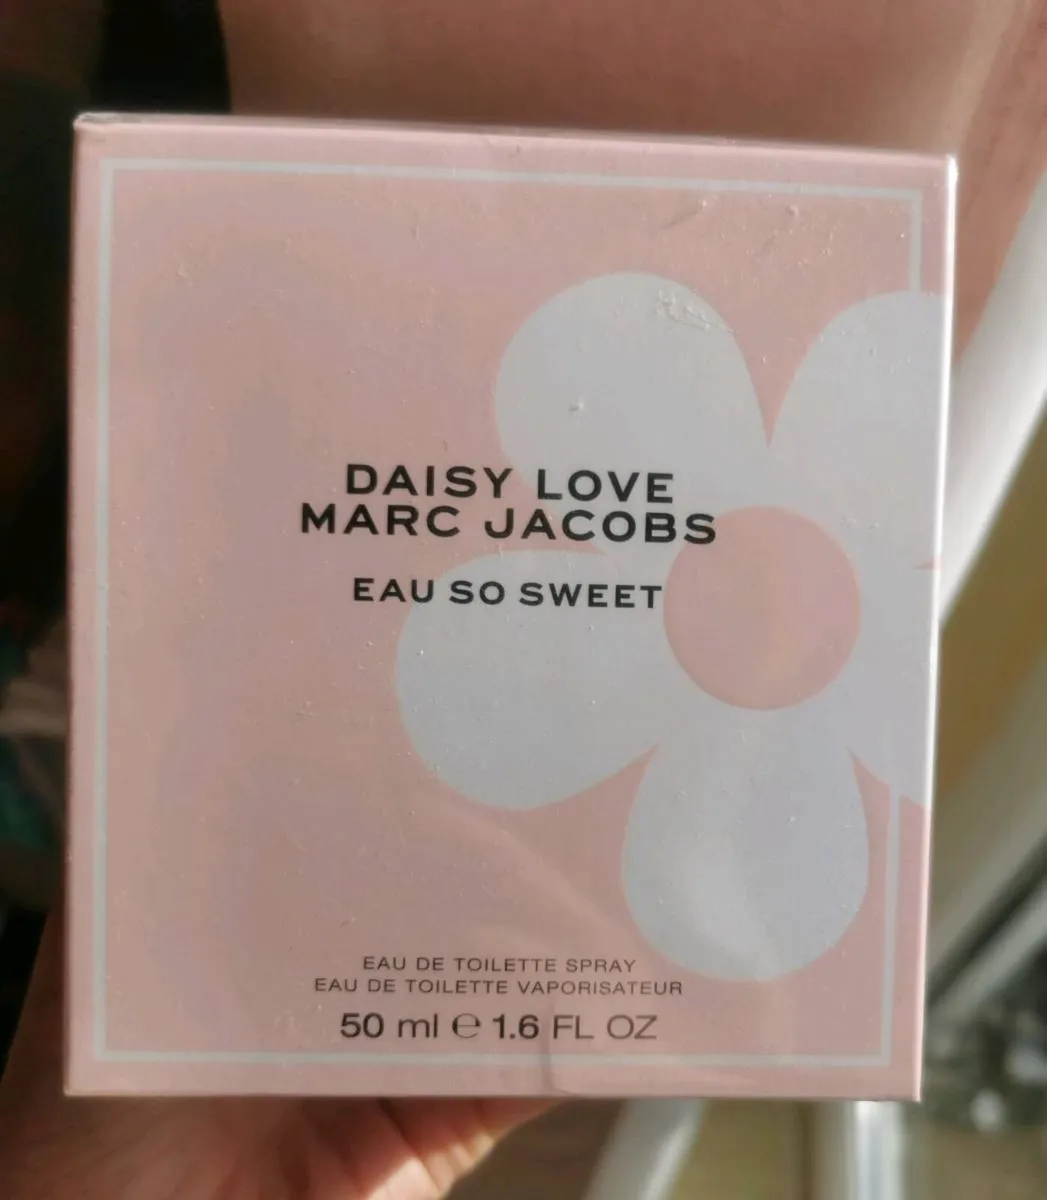 DAISY LOVE
MARC JACOBS
EAU SO SWEET
EAU DE TOILETTE SPRAY
EAU DE TOILETTE VAPORISATEUR
50 ml ℮ 1.6 FL OZ